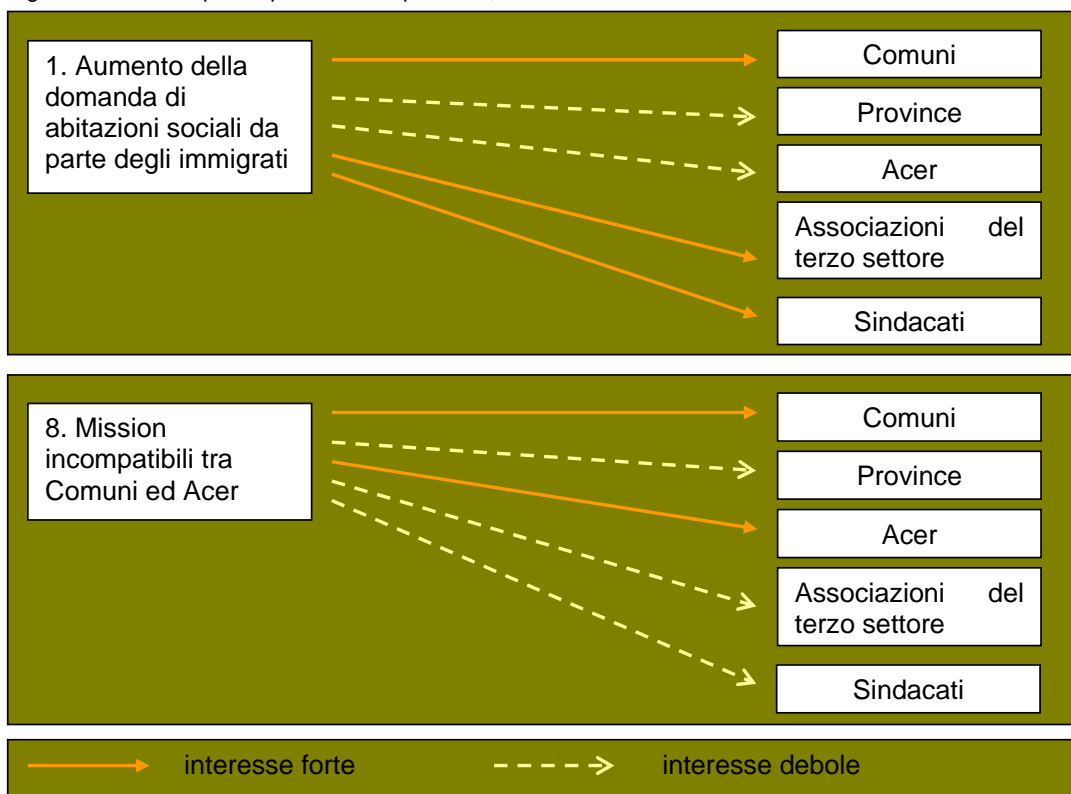 1. Aumento della
domanda di
abitazioni sociali da
parte degli immigrati
Comuni
Province
Acer
Associazioni del
terzo settore
Sindacati
8. Mission
incompatibili tra
Comuni ed Acer
Comuni
Province
Acer
Associazioni del
terzo settore
Sindacati
interesse forte
interesse debole